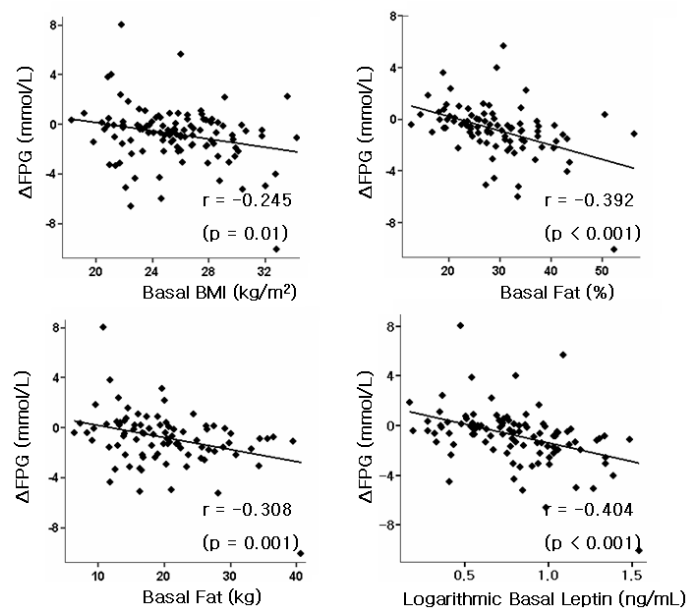 8
4
0
-4
-8
ΔFPG (mmol/L)
r = -0.245
(p = 0.01)
20 24 28 32
Basal BMI (kg/m²)
8
4
0
-4
-8
ΔFPG (mmol/L)
r = -0.392
(p < 0.001)
20 30 40 50
Basal Fat (%)
8
4
0
-4
-8
ΔFPG (mmol/L)
r = -0.308
(p = 0.001)
10 20 30 40
Basal Fat (kg)
8
4
0
-4
-8
ΔFPG (mmol/L)
r = -0.404
(p < 0.001)
0.5 1.0 1.5
Logarithmic Basal Leptin (ng/mL)